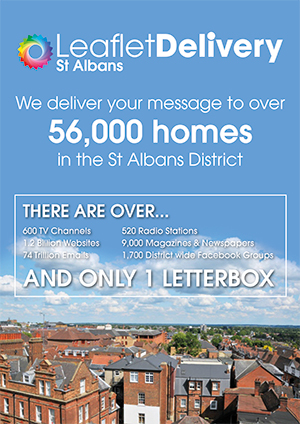 LeafletDelivery
St Albans
We deliver your message to over
56,000 homes
in the St Albans District
THERE ARE OVER...
600 TV Channels 520 Radio Stations
1.2 Billion Websites 9,000 Magazines & Newspapers
74 Trillion Emails 1,700 District wide Facebook Groups
AND ONLY 1 LETTERBOX